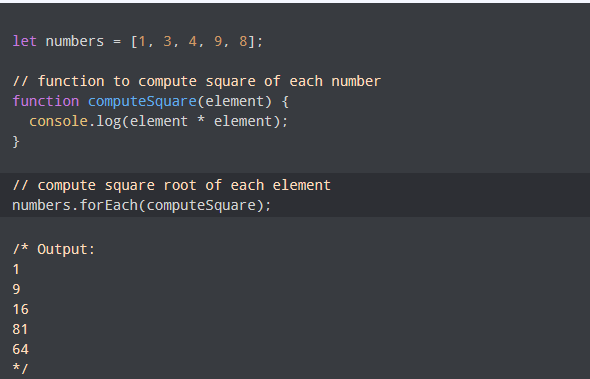 let numbers = [1, 3, 4, 9, 8];
// function to compute square of each number
function computeSquare(element) {
  console.log(element * element);
}
// compute square root of each element
numbers.forEach(computeSquare);
/* Output:
1
9
16
81
64
*/